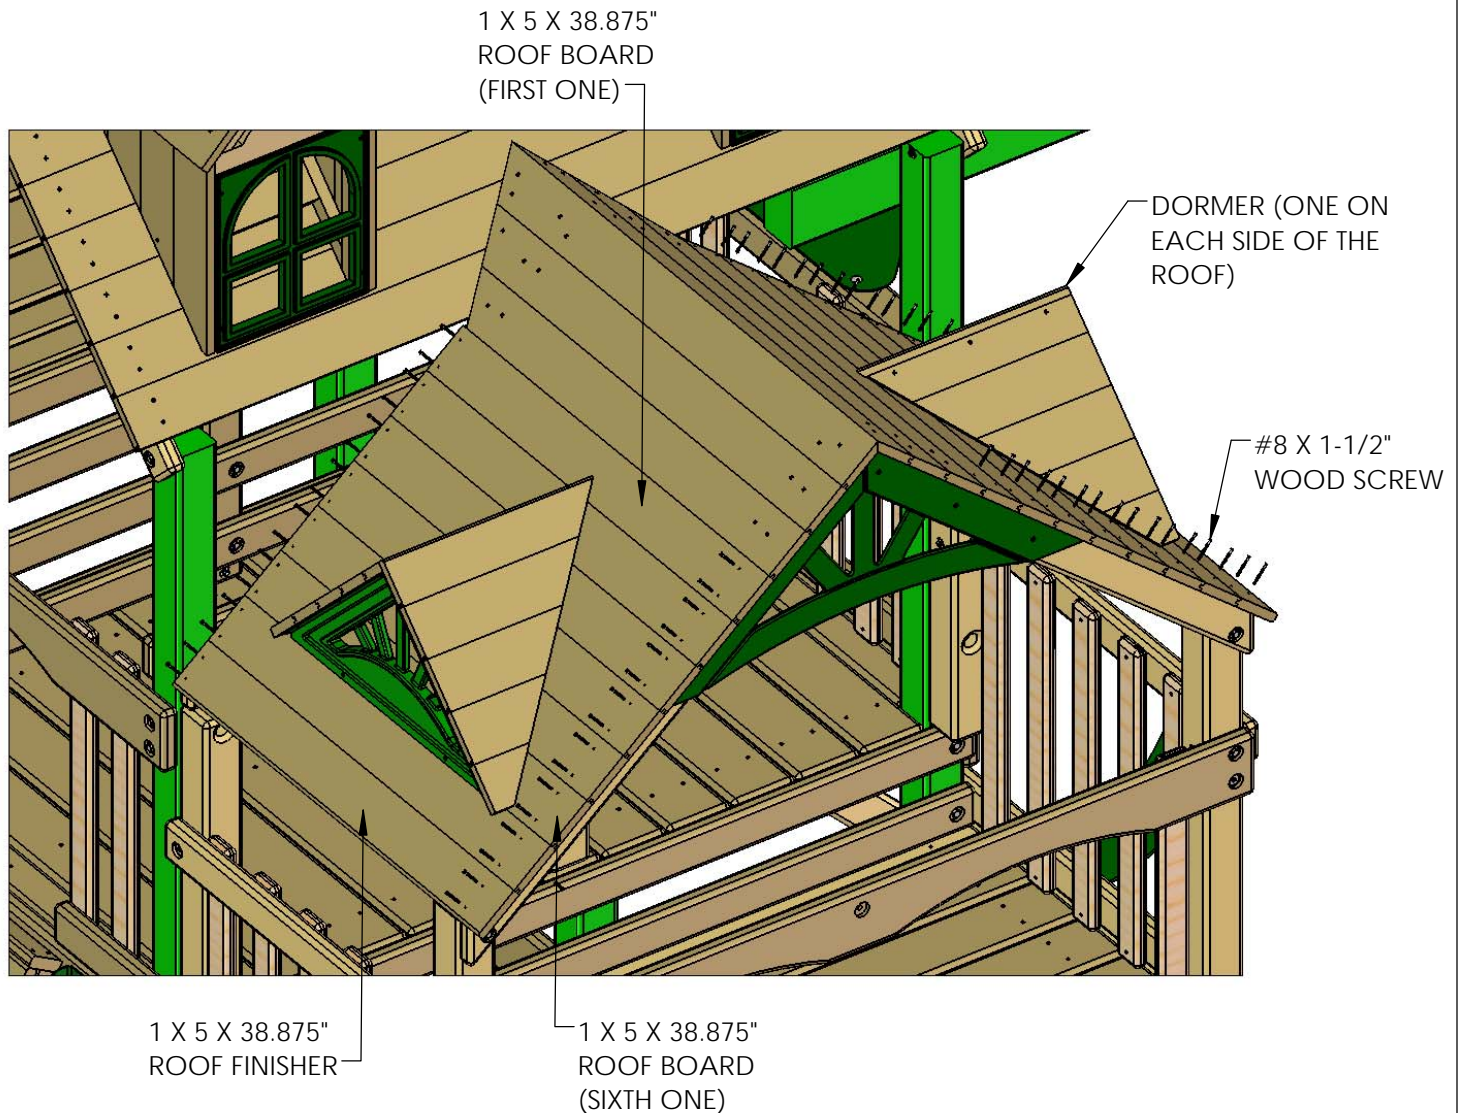 1 X 5 X 38.875"
ROOF BOARD
(FIRST ONE)
DORMER (ONE ON
EACH SIDE OF THE
ROOF)
#8 X 1-1/2"
WOOD SCREW
1 X 5 X 38.875"
ROOF FINISHER
1 X 5 X 38.875"
ROOF BOARD
(SIXTH ONE)